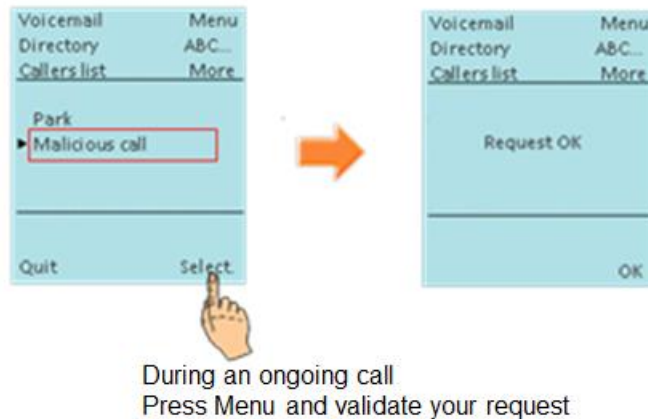 Voicemail Menu
Directory ABC...
Callers list More
Park
Malicious call
Quit Select.
Voicemail Menu
Directory ABC...
Callers list More
Request OK
OK
During an ongoing call
Press Menu and validate your request